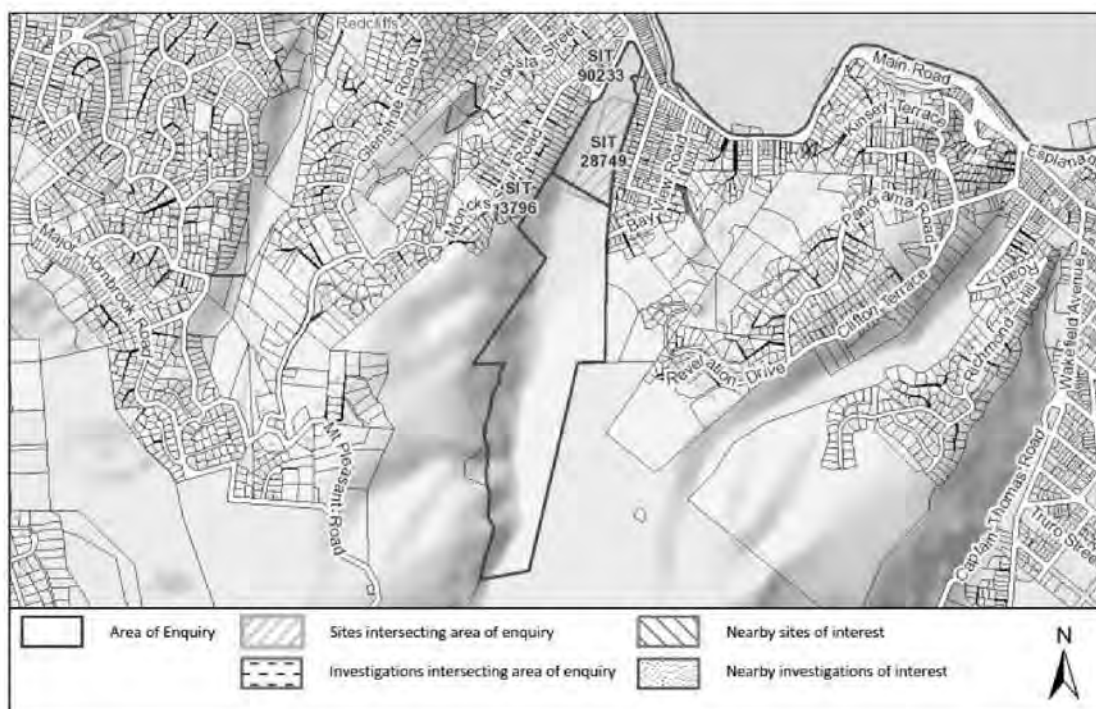 Redcliffs
Augusta Street
SIT
90233
Main Road
Kinsey Terrace
Glenstrae Road
SIT
28749
Esplanade
SIT
Moncks
Bay View Road
Panorama Road
Major Hornbrook Road
Clifton Terrace
Richmond Hill Road
Wakefield Avenue
Revelation Drive
Mt Pleasant Road
Captain Thomas Road
Truro Street
Area of Enquiry
Sites intersecting area of enquiry
Nearby sites of interest
N
Investigations intersecting area of enquiry
Nearby investigations of interest